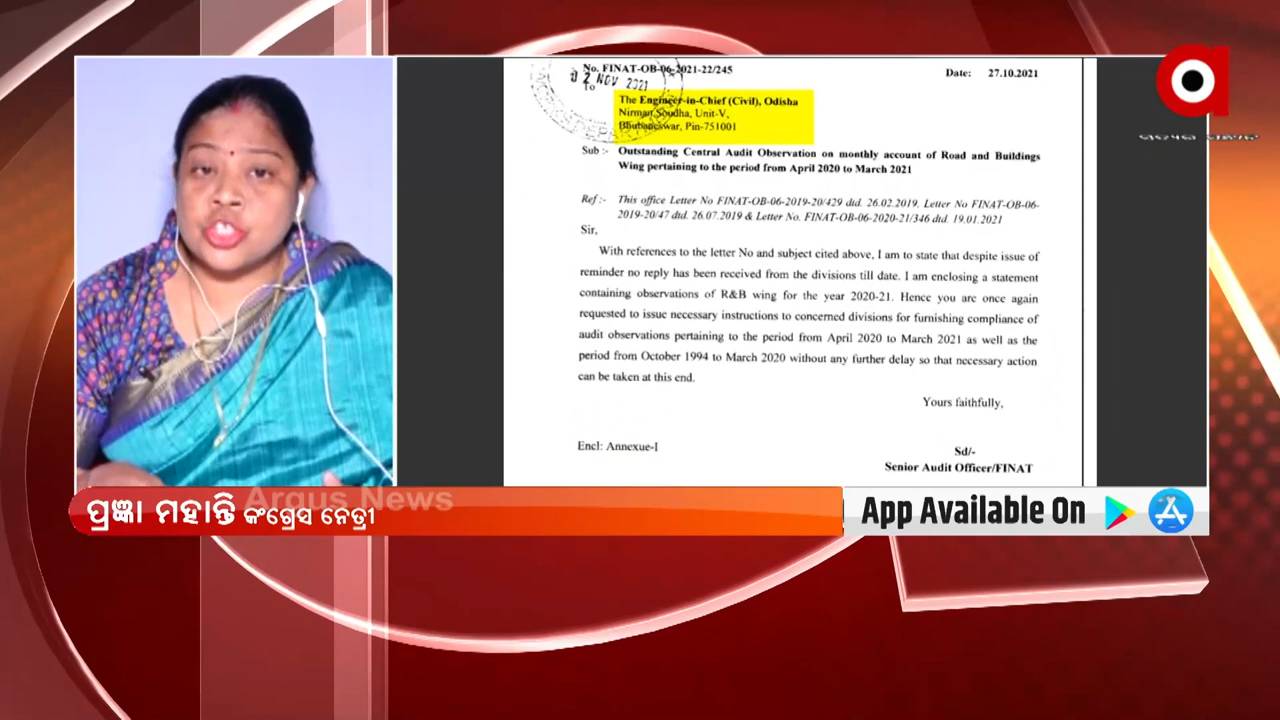 No. FINAT-OB-06-2021-22/245
Date: 27.10.2021
02 NOV 2021
To
The Engineer-in-Chief (Civil), Odisha
Nirman Soudha, Unit-V,
Bhubaneswar, Pin-751001
Sub :- Outstanding Central Audit Observation on monthly account of Road and Buildings
Wing pertaining to the period from April 2020 to March 2021
Ref :- This office Letter No FINAT-OB-06-2019-20/429 dtd. 26.02.2019, Letter No FINAT-OB-06-
2019-20/47 dtd. 26.07.2019 & Letter No. FINAT-OB-06-2020-21/346 dtd. 19.01.2021
Sir,
With references to the letter No and subject cited above, I am to state that despite issue of
reminder no reply has been received from the divisions till date. I am enclosing a statement
containing observations of R&B wing for the year 2020-21. Hence you are once again
requested to issue necessary instructions to concerned divisions for furnishing compliance of
audit observations pertaining to the period from April 2020 to March 2021 as well as the
period from October 1994 to March 2020 without any further delay so that necessary action
can be taken at this end.
Yours faithfully,
Encl: Annexue-I
Sd/-
Senior Audit Officer/FINAT
Argus News
ପ୍ରଜ୍ଞା ମହାନ୍ତି କଂଗ୍ରେସ ନେତ୍ରୀ
App Available On